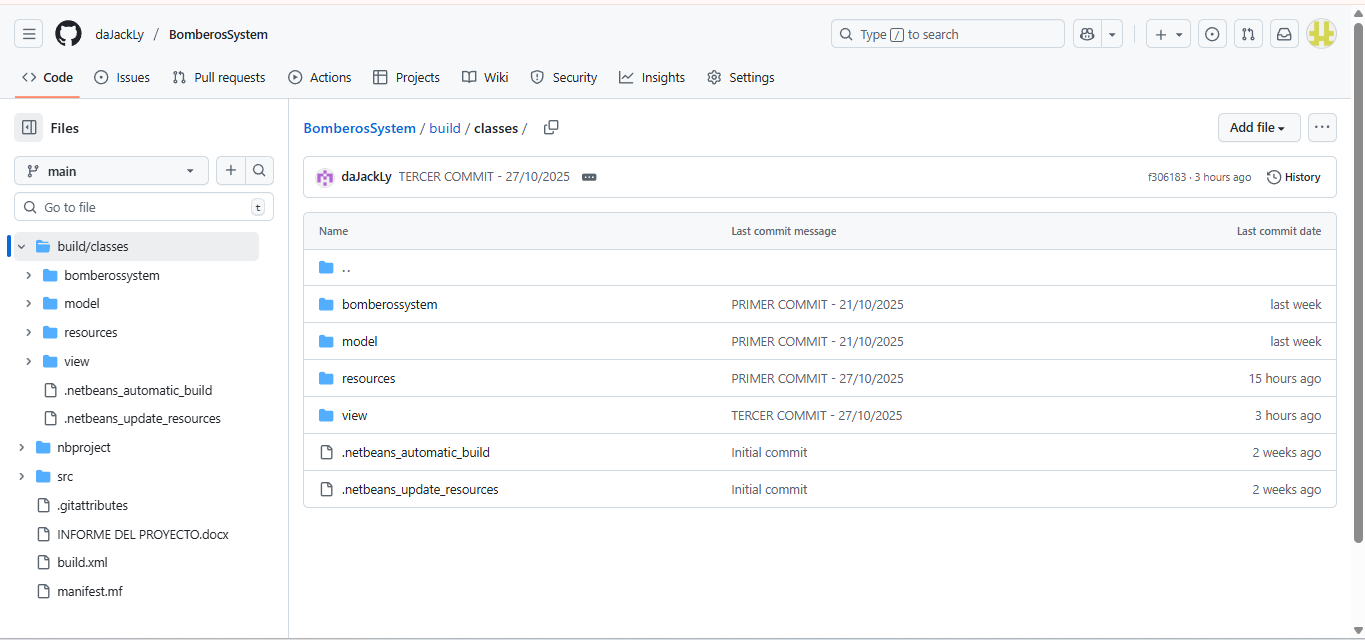 daJackLy / BomberosSystem
Type / to search
Code Issues Pull requests Actions Projects Wiki Security Insights Settings
Files
main
Go to file t
build/classes
bomberossystem
model
resources
view
.netbeans_automatic_build
.netbeans_update_resources
nbproject
src
.gitattributes
INFORME DEL PROYECTO.docx
build.xml
manifest.mf
BomberosSystem / build / classes /
Add file
daJackLy TERCER COMMIT - 27/10/2025
f306183 · 3 hours ago History
Name Last commit message Last commit date
..
bomberossystem PRIMER COMMIT - 21/10/2025 last week
model PRIMER COMMIT - 21/10/2025 last week
resources PRIMER COMMIT - 27/10/2025 15 hours ago
view TERCER COMMIT - 27/10/2025 3 hours ago
.netbeans_automatic_build Initial commit 2 weeks ago
.netbeans_update_resources Initial commit 2 weeks ago